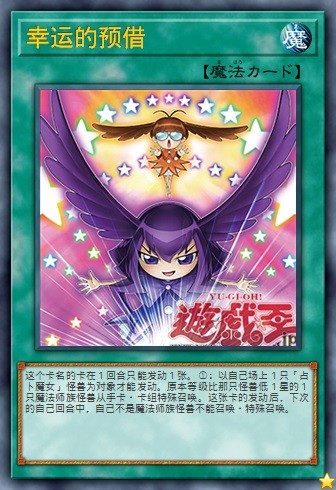 幸运的预借
魔
【魔法カード】
YU-GI-OH!
遊戯王
这个卡名的卡在1回合只能发动1张。①：以自己场上1只「占
卜魔女」怪兽为对象才能发动。原本等级比那只怪兽低1星的1
只魔法师族怪兽从手卡·卡组特殊召唤。这张卡的发动后，下次
的自己回合中，自己不是魔法师族怪兽不能召唤·特殊召唤。